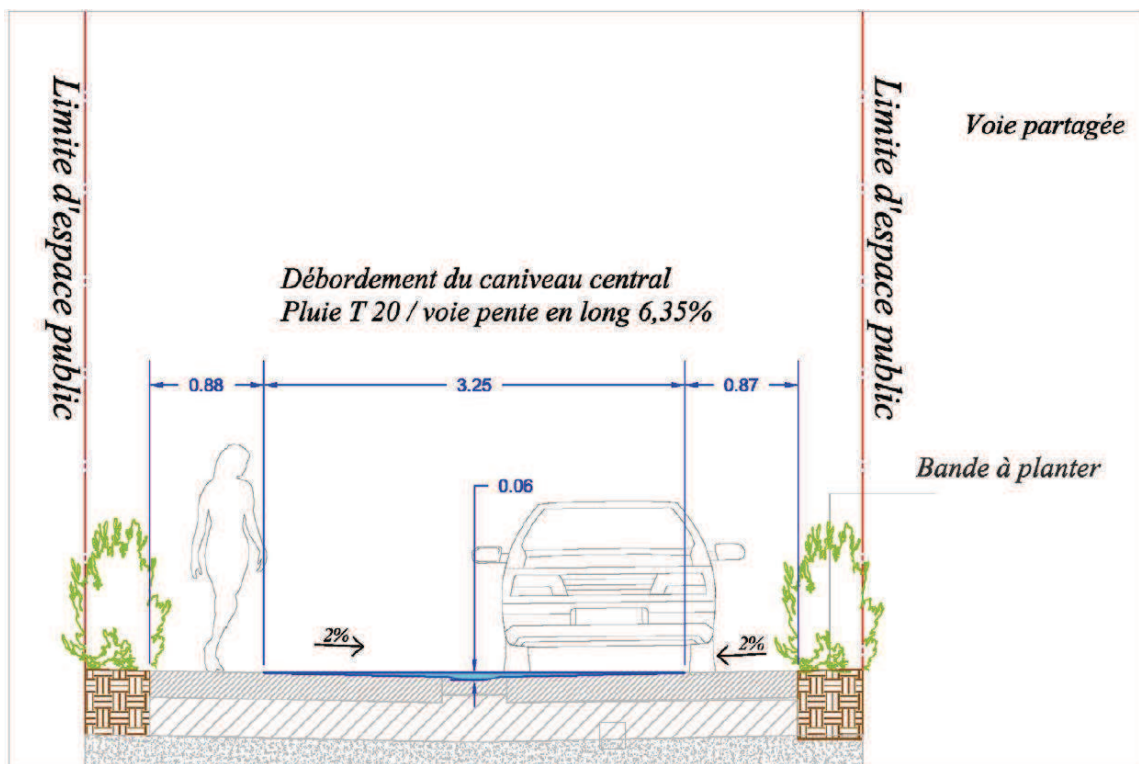 Limite d'espace public
Limite d'espace public
Voie partagée
Débordement du caniveau central
Pluie T 20 / voie pente en long 6,35%
0.88
3.25
0.87
Bande à planter
0.06
2%
2%